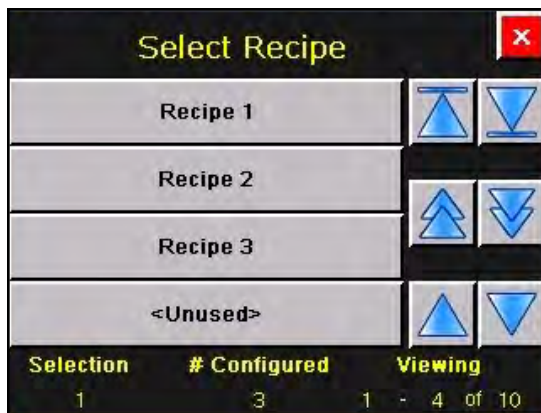 Select Recipe
Recipe 1
Recipe 2
Recipe 3
<Unused>
Selection # Configured Viewing
1 3 1 - 4 of 10